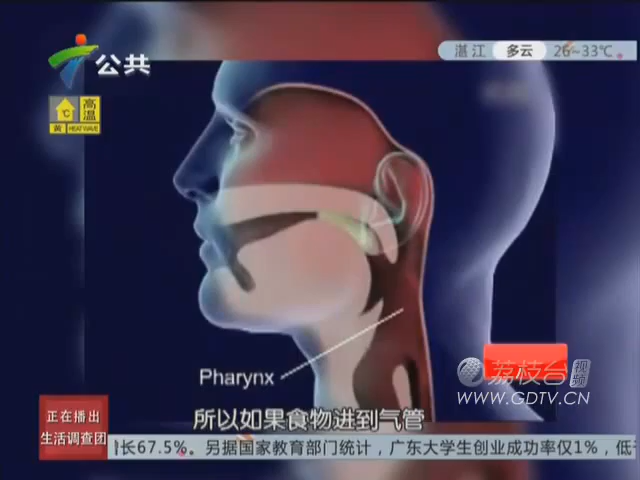 公共
湛江 多云 26~33℃
高温
℃
黄 HEAT WAVE
Pharynx
荔枝台 视频
WWW.GDTV.CN
所以如果食物进到气管
正在播出
生活调查团
长67.5%。另据国家教育部门统计，广东大学生创业成功率仅1%，低